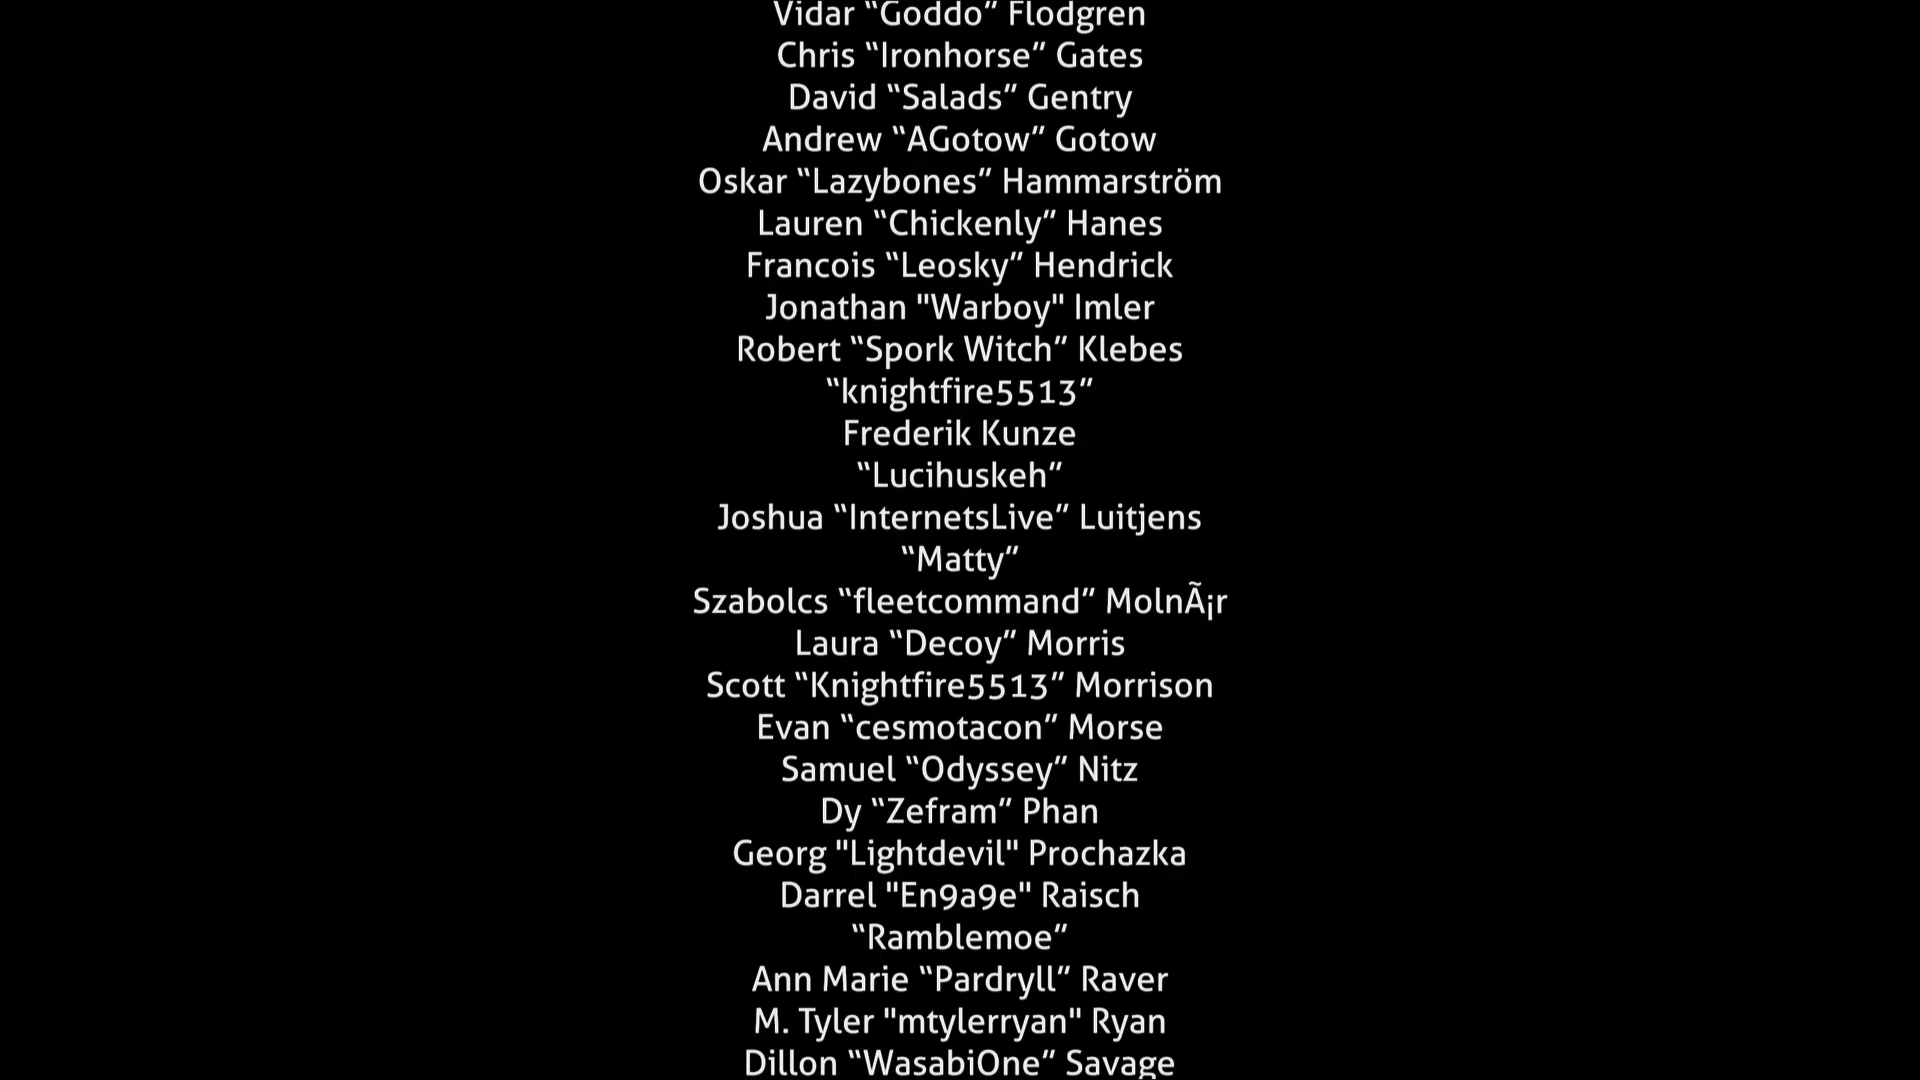 Vidar “Goddo” Flodgren
Chris “Ironhorse” Gates
David “Salads” Gentry
Andrew “AGotow” Gotow
Oskar “Lazybones” Hammarström
Lauren “Chickenly” Hanes
Francois “Leosky” Hendrick
Jonathan "Warboy" Imler
Robert “Spork Witch” Klebes
“knightfire5513”
Frederik Kunze
“Lucihuskeh”
Joshua “InternetsLive” Luitjens
“Matty”
Szabolcs “fleetcommand” MolnÃ¡r
Laura “Decoy” Morris
Scott “Knightfire5513” Morrison
Evan “cesmotacon” Morse
Samuel “Odyssey” Nitz
Dy “Zefram” Phan
Georg "Lightdevil" Prochazka
Darrel "En9a9e" Raisch
“Ramblemoe”
Ann Marie “Pardryll” Raver
M. Tyler "mtylerryan" Ryan
Dillon “WasabiOne” Savage